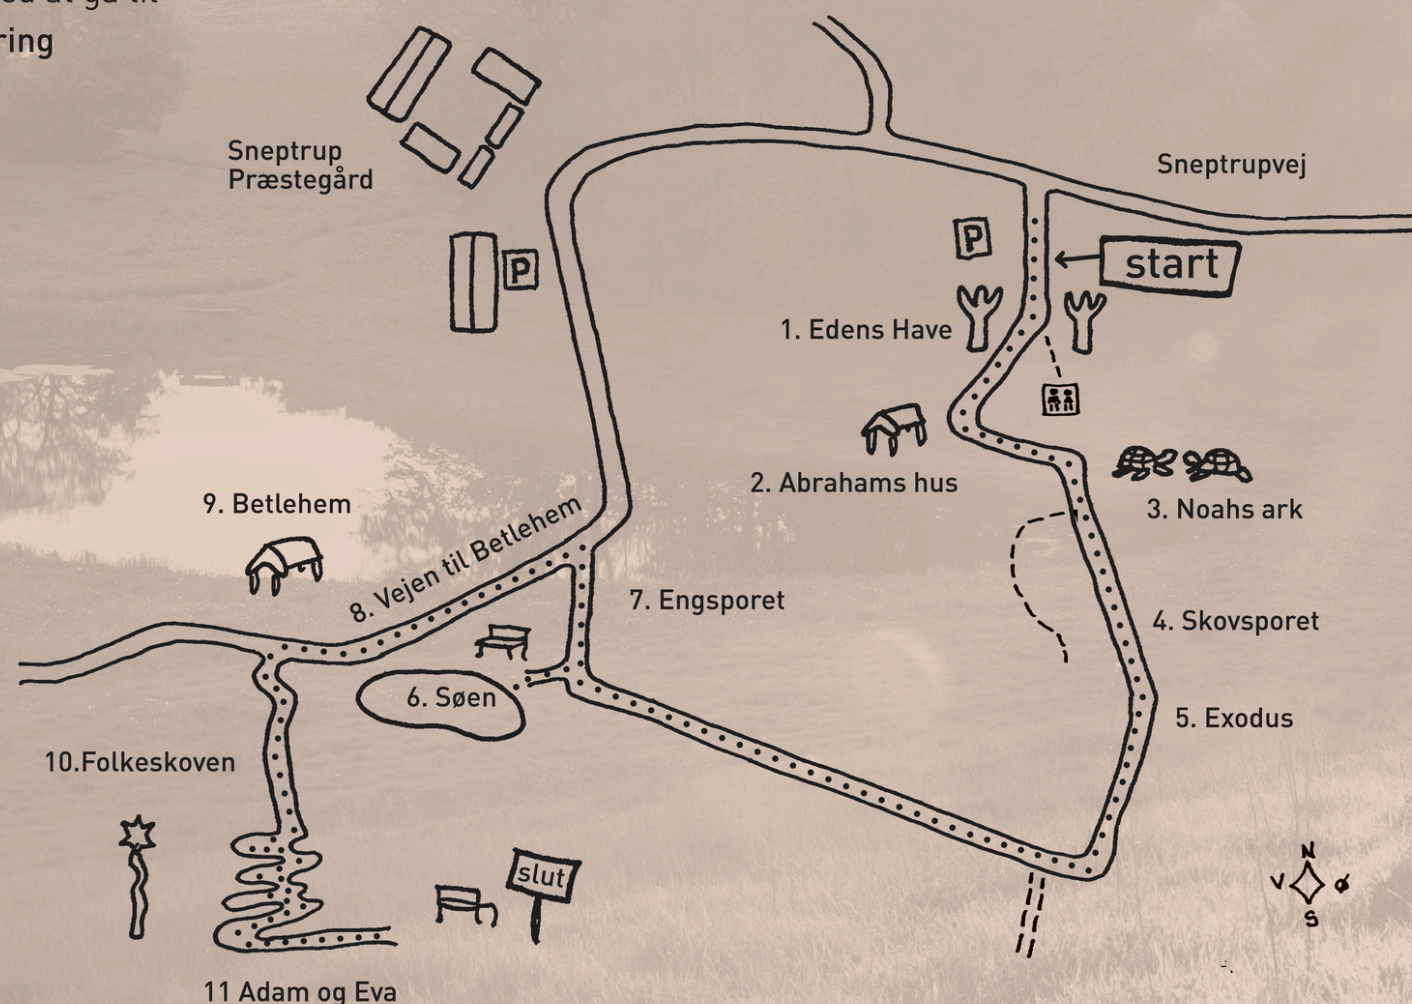 ring
Sneptrup
Præstegård
Sneptrupvej
P
P
start
1. Edens Have
2. Abrahams hus
3. Noahs ark
9. Betlehem
8. Vejen til Betlehem
7. Engsporet
4. Skovsporet
6. Søen
5. Exodus
10.Folkeskoven
slut
N
V
Ø
S
11 Adam og Eva